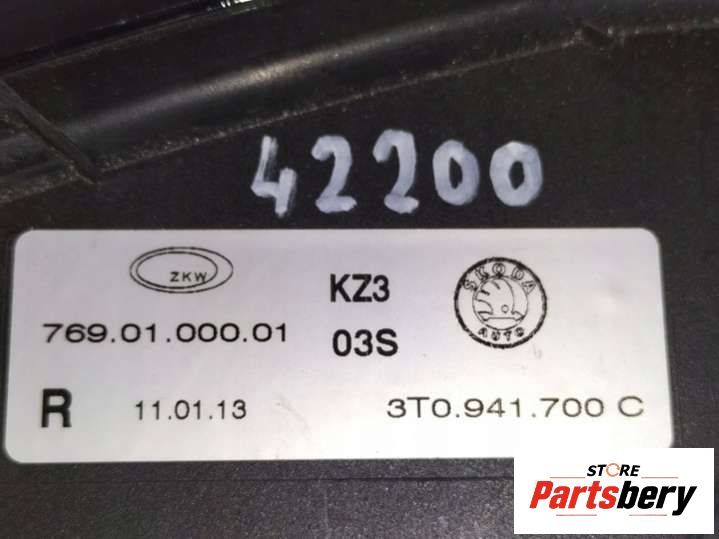 42200
ZKW
KZ3
SKODA
AUTO
769.01.000.01
03S
R
11.01.13
3T0.941.700 C
STORE
Partsbery